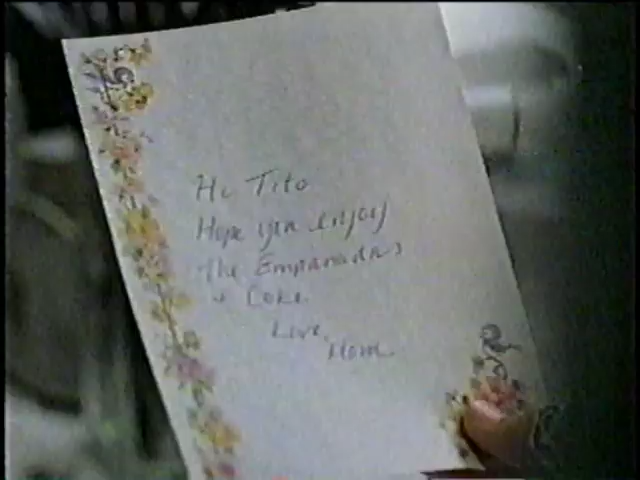 Hi Tito
Hope you enjoy
the Empanadas
+ Coke.
Love,
Mom.